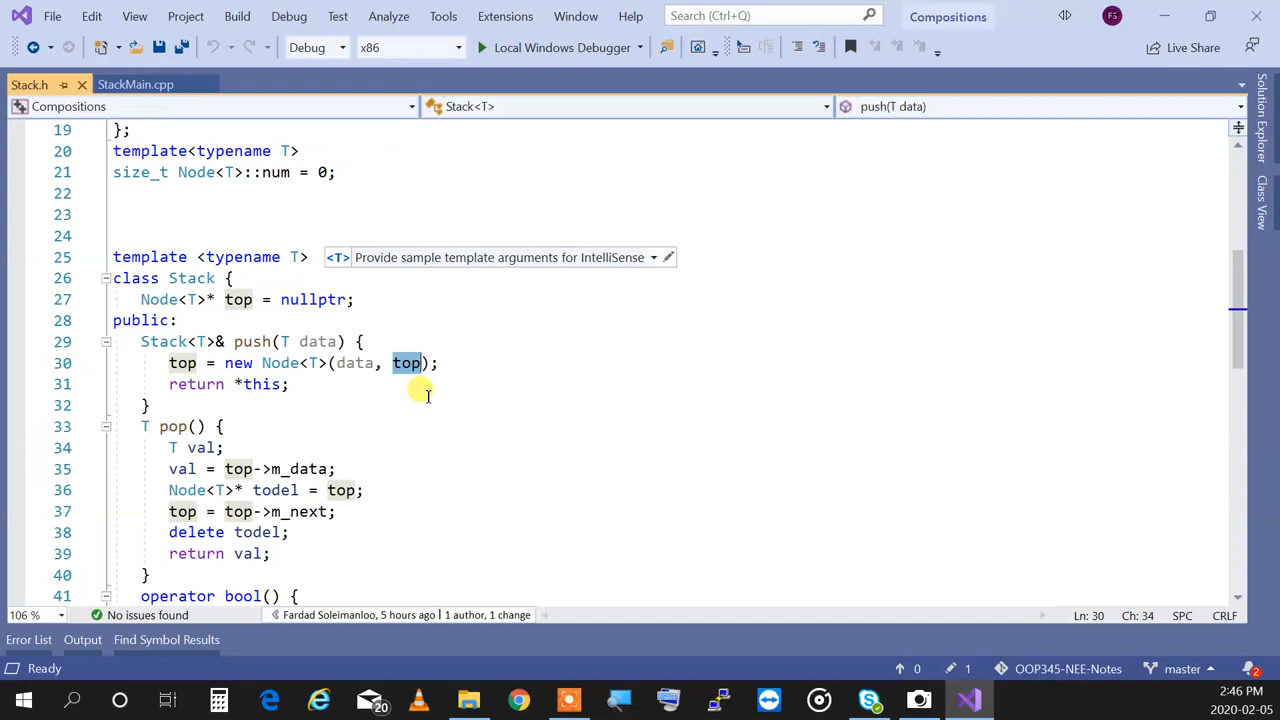 File Edit View Project Build Debug Test Analyze Tools Extensions Window Help Search (Ctrl+Q) Compositions FS
Debug x86 Local Windows Debugger Live Share
Stack.h StackMain.cpp
Compositions Stack<T> push(T data)
19 };
20 template<typename T>
21 size_t Node<T>::num = 0;
22
23
24
25 template <typename T> <T> Provide sample template arguments for IntelliSense
26 class Stack {
27 Node<T>* top = nullptr;
28 public:
29 Stack<T>& push(T data) {
30 top = new Node<T>(data, top);
31 return *this;
32 }
33 T pop() {
34 T val;
35 val = top->m_data;
36 Node<T>* todel = top;
37 top = top->m_next;
38 delete todel;
39 return val;
40 }
41 operator bool() {
Solution Explorer
Class View
106 % No issues found Fardad Soleimanloo, 5 hours ago | 1 author, 1 change Ln: 30 Ch: 34 SPC CRLF
Error List Output Find Symbol Results
Ready 0 1 OOP345-NEE-Notes master 2
20 2:46 PM
2020-02-05